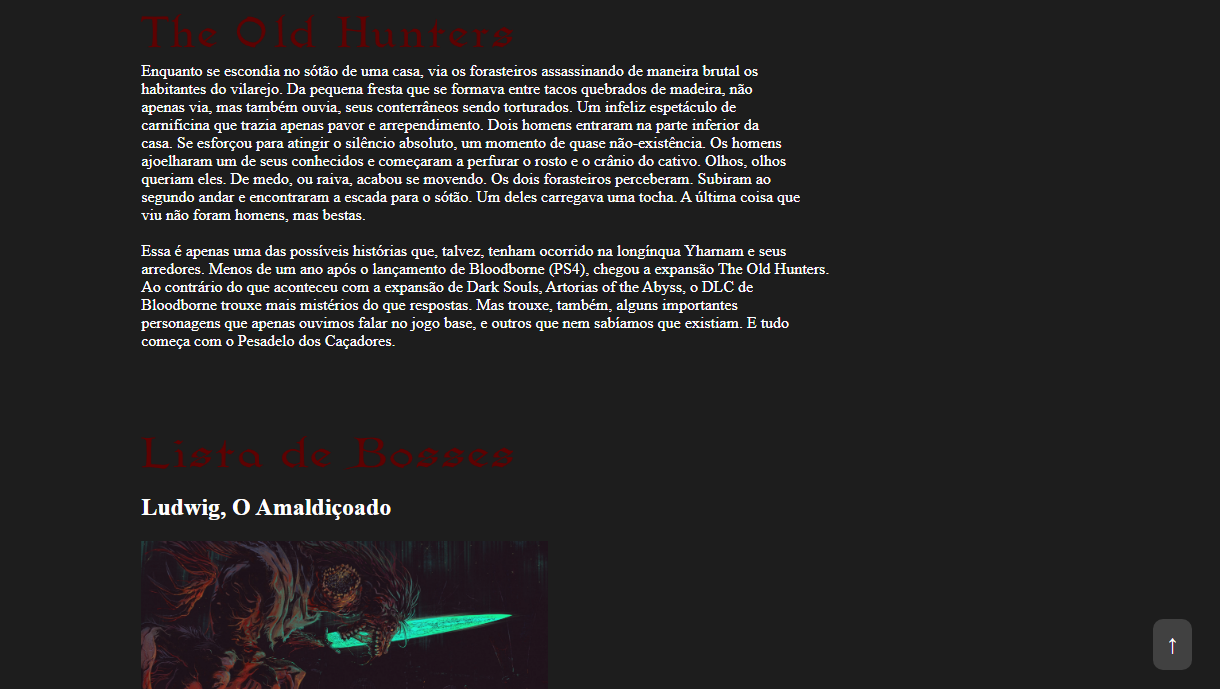 The Old Hunters
Enquanto se escondia no sótão de uma casa, via os forasteiros assassinando de maneira brutal os
habitantes do vilarejo. Da pequena fresta que se formava entre tacos quebrados de madeira, não
apenas via, mas também ouvia, seus conterrâneos sendo torturados. Um infeliz espetáculo de
carnificina que trazia apenas pavor e arrependimento. Dois homens entraram na parte inferior da
casa. Se esforçou para atingir o silêncio absoluto, um momento de quase não-existência. Os homens
ajoelharam um de seus conhecidos e começaram a perfurar o rosto e o crânio do cativo. Olhos, olhos
queriam eles. De medo, ou raiva, acabou se movendo. Os dois forasteiros perceberam. Subiram ao
segundo andar e encontraram a escada para o sótão. Um deles carregava uma tocha. A última coisa que
viu não foram homens, mas bestas.
Essa é apenas uma das possíveis histórias que, talvez, tenham ocorrido na longínqua Yharnam e seus
arredores. Menos de um ano após o lançamento de Bloodborne (PS4), chegou a expansão The Old Hunters.
Ao contrário do que aconteceu com a expansão de Dark Souls, Artorias of the Abyss, o DLC de
Bloodborne trouxe mais mistérios do que respostas. Mas trouxe, também, alguns importantes
personagens que apenas ouvimos falar no jogo base, e outros que nem sabíamos que existiam. E tudo
começa com o Pesadelo dos Caçadores.
Lista de Bosses
Ludwig, O Amaldiçoado
↑